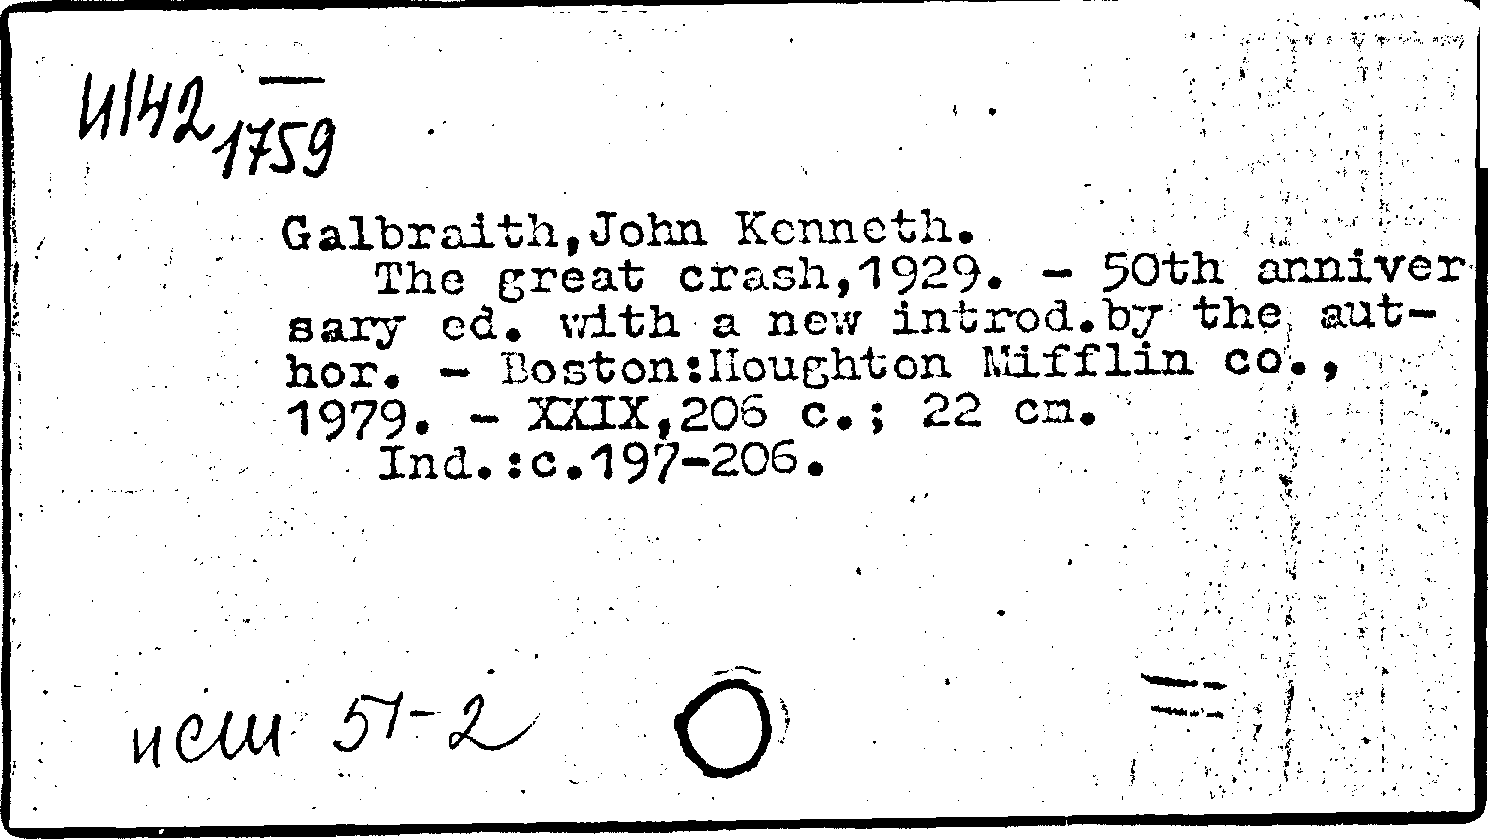 И142
1759
Galbraith,John Kenneth.
The great crash,1929. - 50th anniver
sary ed. with a new introd.by the aut-
hor. - Boston:Houghton Mifflin co.,
1979. - XXIX,206 c.; 22 cm.
Ind.:c.197-206.
исш 51-2